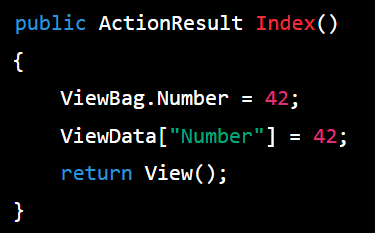 public ActionResult Index()
{
    ViewBag.Number = 42;
    ViewData["Number"] = 42;
    return View();
}